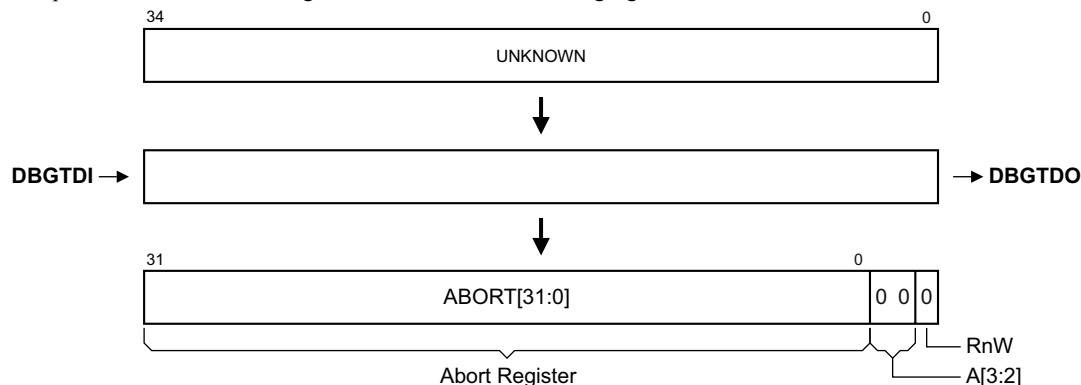 34 0
UNKNOWN
DBGTDI DBGTDO
31 0
ABORT[31:0] 0 0 0
RnW
Abort Register A[3:2]